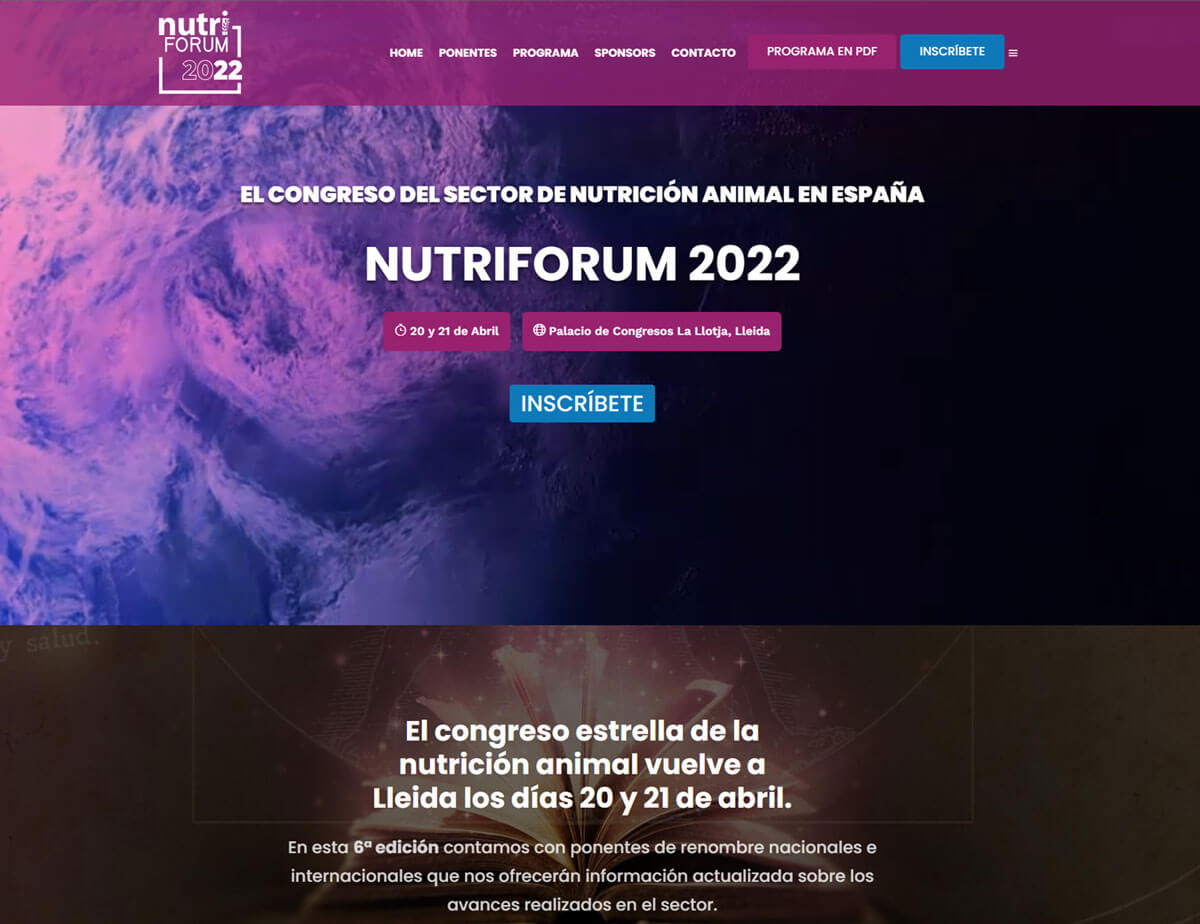 nutri
FORUM
2022
HOME PONENTES PROGRAMA SPONSORS CONTACTO PROGRAMA EN PDF INSCRÍBETE
EL CONGRESO DEL SECTOR DE NUTRICIÓN ANIMAL EN ESPAÑA
NUTRIFORUM 2022
20 y 21 de Abril Palacio de Congresos La Llotja, Lleida
INSCRÍBETE
y salud.
El congreso estrella de la
nutrición animal vuelve a
Lleida los días 20 y 21 de abril.
En esta 6ª edición contamos con ponentes de renombre nacionales e
internacionales que nos ofrecerán información actualizada sobre los
avances realizados en el sector.